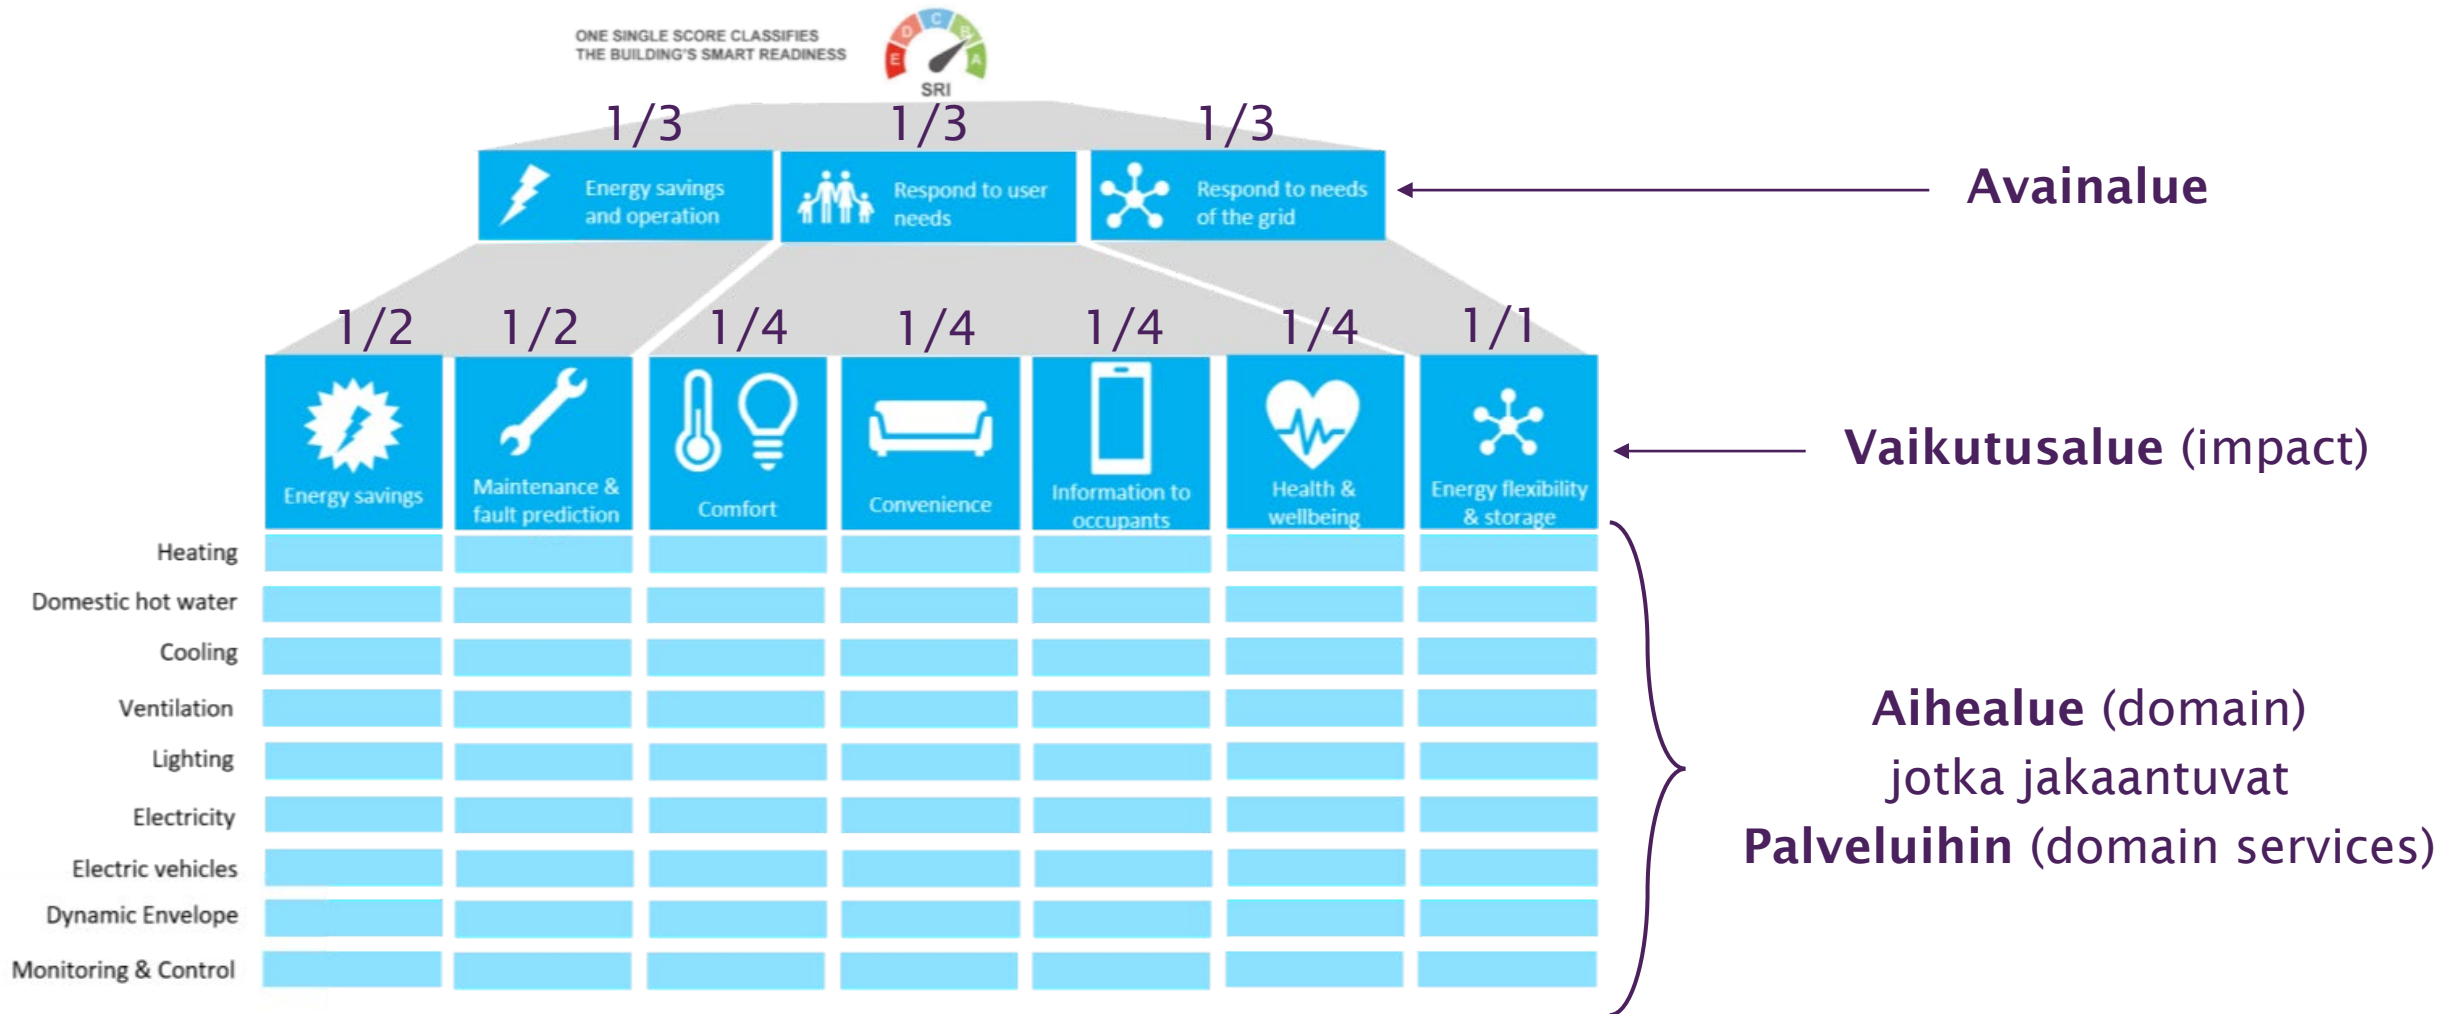 ONE SINGLE SCORE CLASSIFIES
THE BUILDING'S SMART READINESS
E D C B A
SRI
1/3 1/3 1/3
Energy savings
and operation
Respond to user
needs
Respond to needs
of the grid
Avainalue
1/2 1/2 1/4 1/4 1/4 1/4 1/1
Energy savings
Maintenance &
fault prediction
Comfort
Convenience
Information to
occupants
Health &
wellbeing
Energy flexibility
& storage
Vaikutusalue (impact)
Heating
Domestic hot water
Cooling
Ventilation
Lighting
Electricity
Electric vehicles
Dynamic Envelope
Monitoring & Control
Aihealue (domain)
jotka jakaantuvat
Palveluihin (domain services)